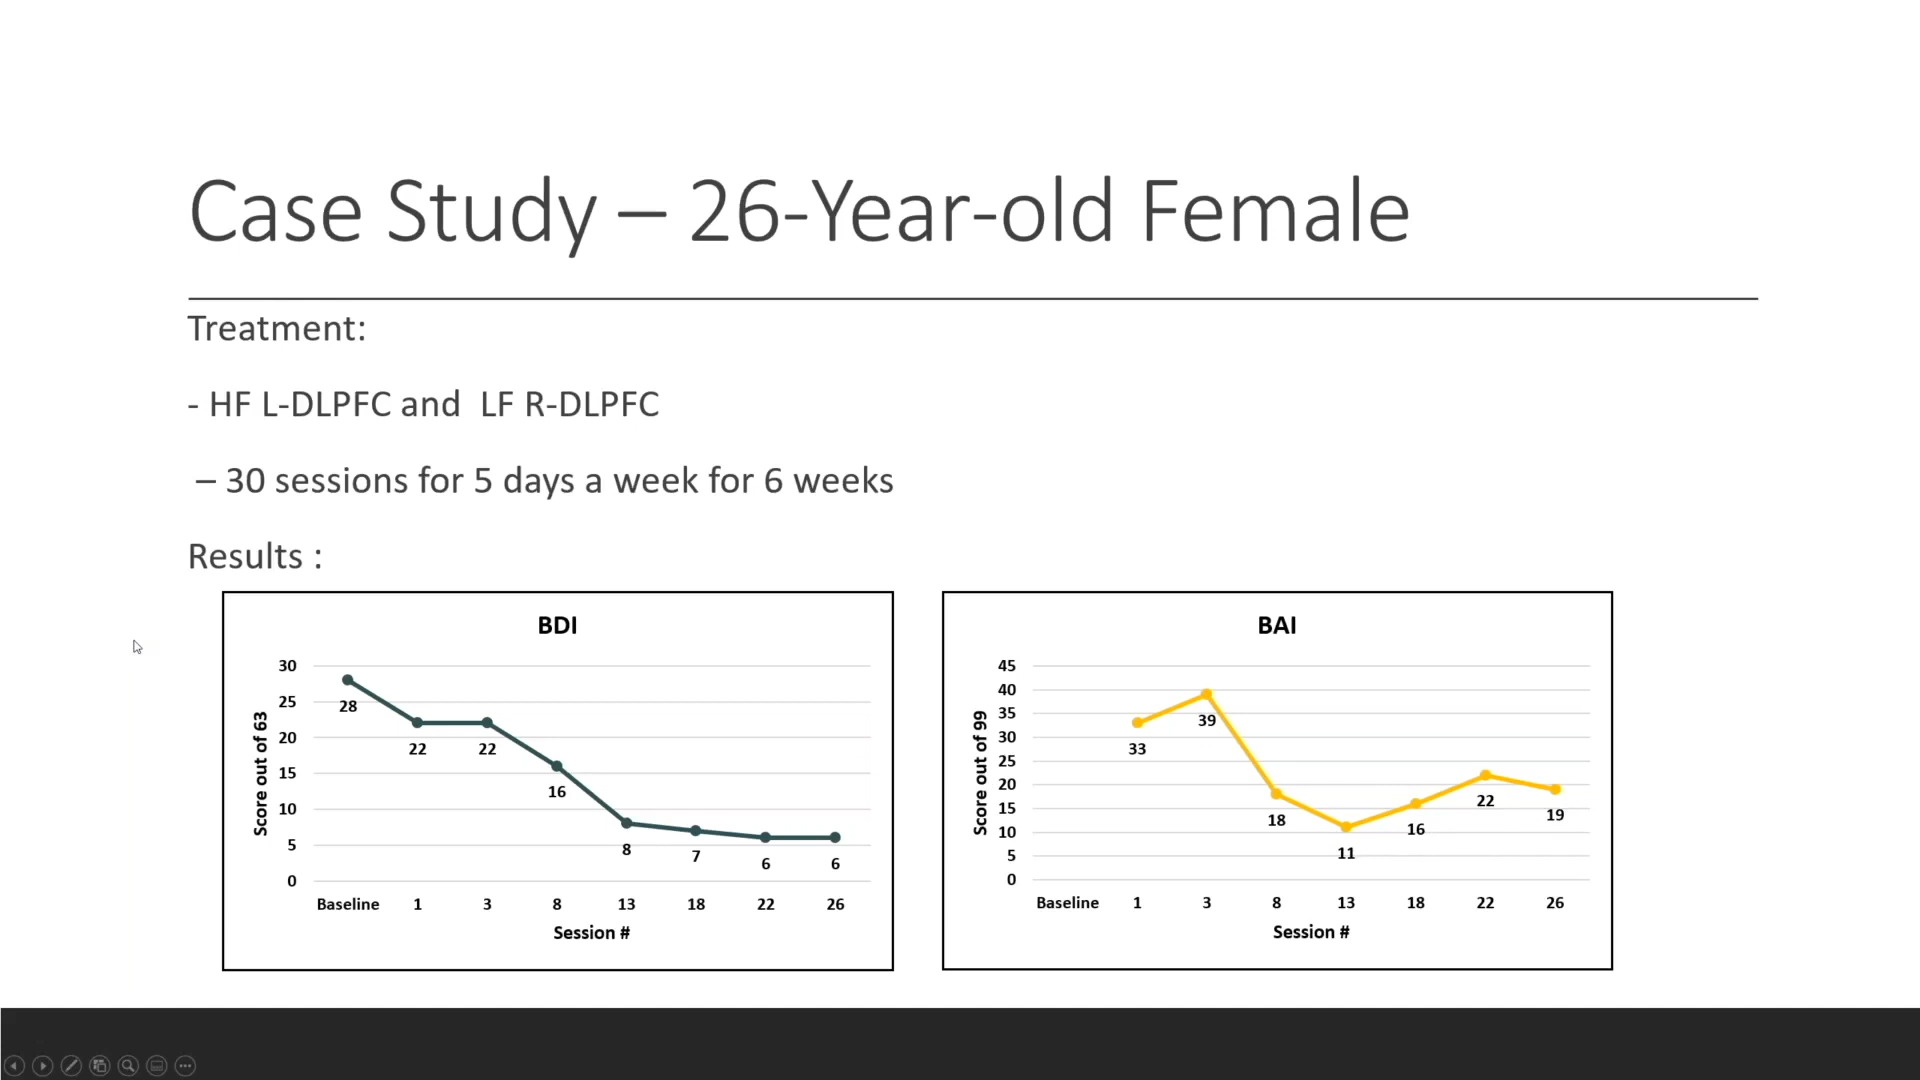 Case Study – 26-Year-old Female
Treatment:
- HF L-DLPFC and  LF R-DLPFC
– 30 sessions for 5 days a week for 6 weeks
Results :
BDI
Score out of 63
30
25
20
15
10
5
0
28
22
22
16
8
7
6
6
Baseline 1 3 8 13 18 22 26
Session #
BAI
Score out of 99
45
40
35
30
25
20
15
10
5
0
33
39
18
11
16
22
19
Baseline 1 3 8 13 18 22 26
Session #